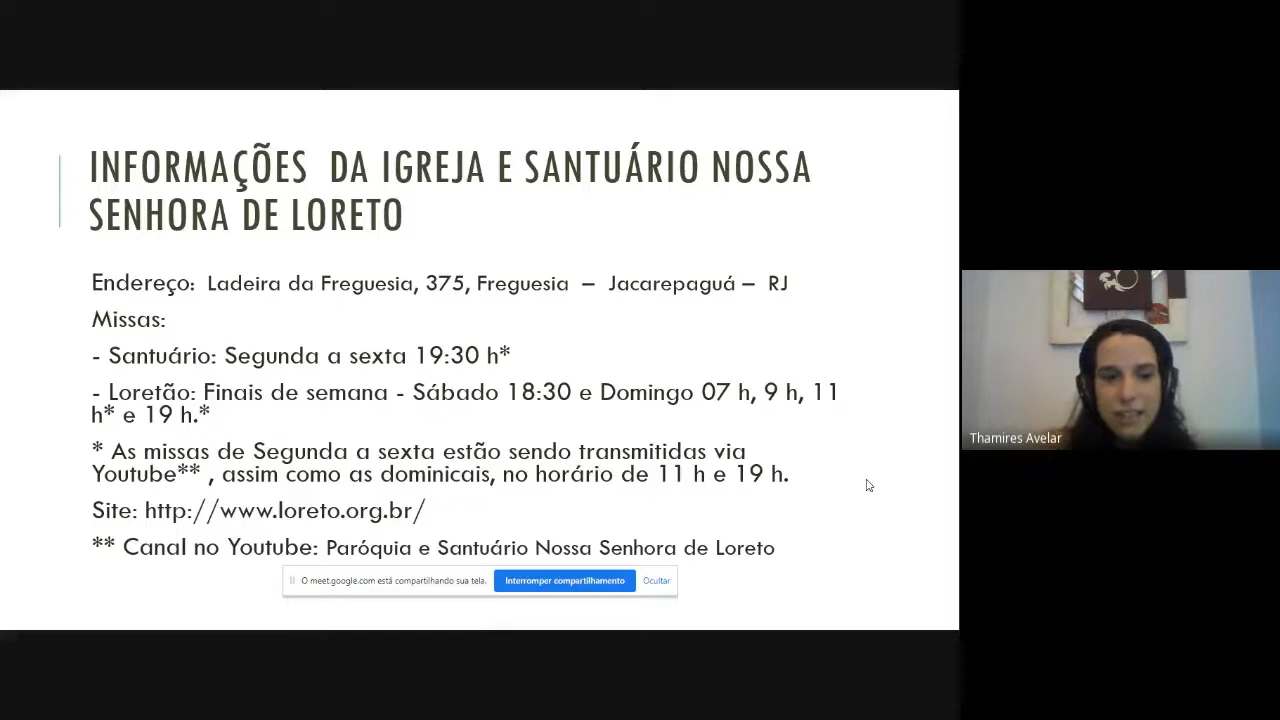 INFORMAÇÕES DA IGREJA E SANTUÁRIO NOSSA
SENHORA DE LORETO
Endereço: Ladeira da Freguesia, 375, Freguesia – Jacarepaguá – RJ
Missas:
- Santuário: Segunda a sexta 19:30 h*
- Loretão: Finais de semana - Sábado 18:30 e Domingo 07 h, 9 h, 11
h* e 19 h.*
* As missas de Segunda a sexta estão sendo transmitidas via
Youtube** , assim como as dominicais, no horário de 11 h e 19 h.
Site: http://www.loreto.org.br/
** Canal no Youtube: Paróquia e Santuário Nossa Senhora de Loreto
O meet.google.com está compartilhando sua tela.
Interromper compartilhamento
Ocultar
Thamires Avelar